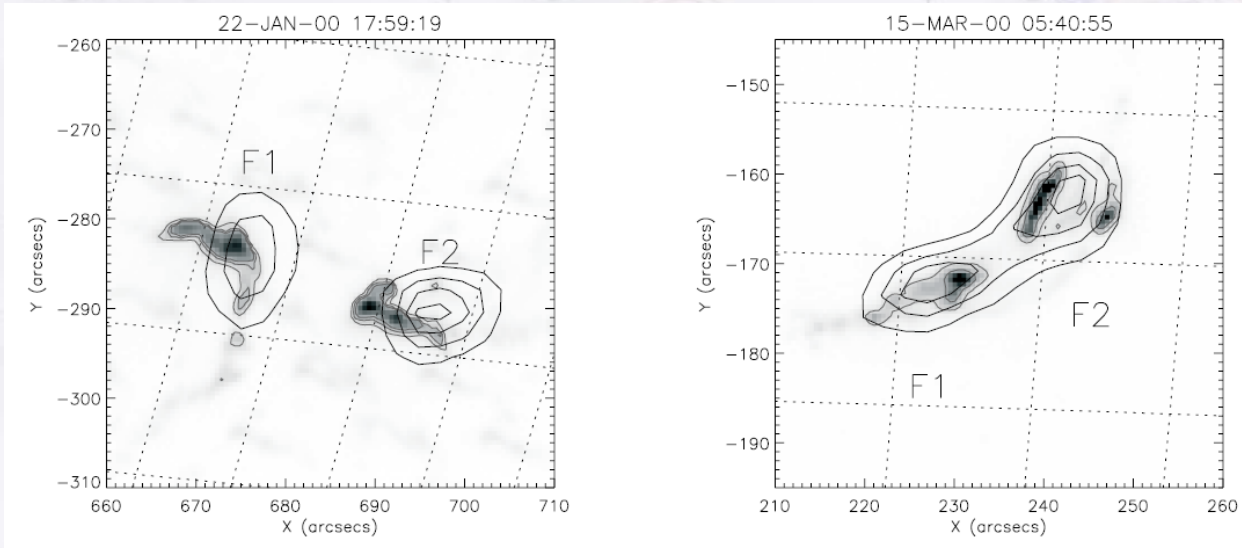 22-JAN-00 17:59:19
-260
-270
-280
-290
-300
-310
Y (arcsecs)
F1
F2
660 670 680 690 700 710
X (arcsecs)
15-MAR-00 05:40:55
-150
-160
-170
-180
-190
Y (arcsecs)
F2
F1
210 220 230 240 250 260
X (arcsecs)